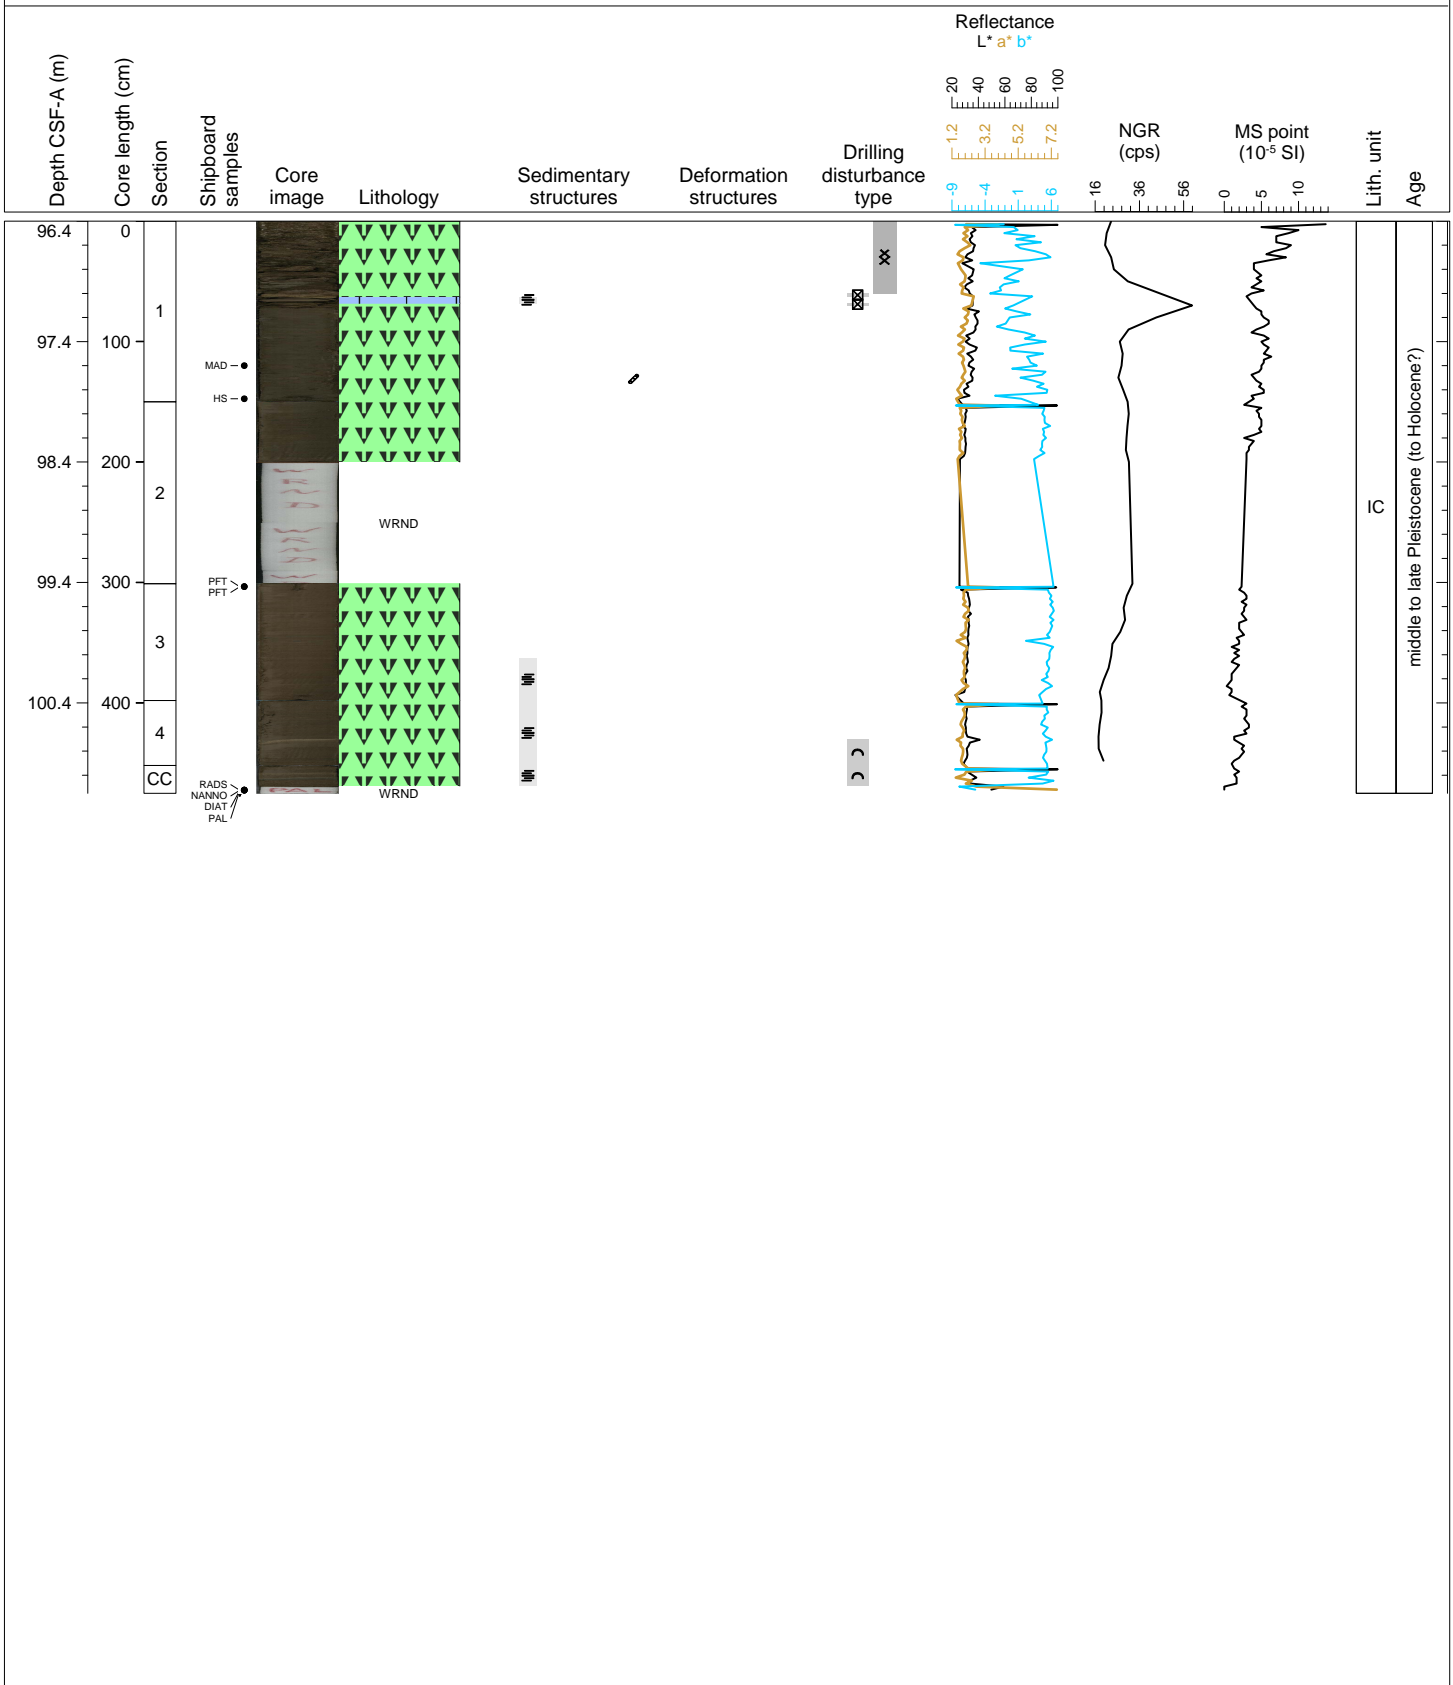 Depth CSF-A (m)
Core length (cm)
Section
Shipboard
samples
Core
image
Lithology
Sedimentary
structures
Deformation
structures
Drilling
disturbance
type
Reflectance
L* a* b*
20 40 60 80 100
1.2 3.2 5.2 7.2
-9 -4 1 6
NGR
(cps)
16 36 56
MS point
(10-5 SI)
0 5 10
Lith. unit
Age
96.4
97.4
98.4
99.4
100.4
0
100
200
300
400
1
2
3
4
CC
MAD
HS
PFT
PFT
RADS
NANNO
DIAT
PAL
WRND
WRND
PAL
WRND
WRND
IC
middle to late Pleistocene (to Holocene?)